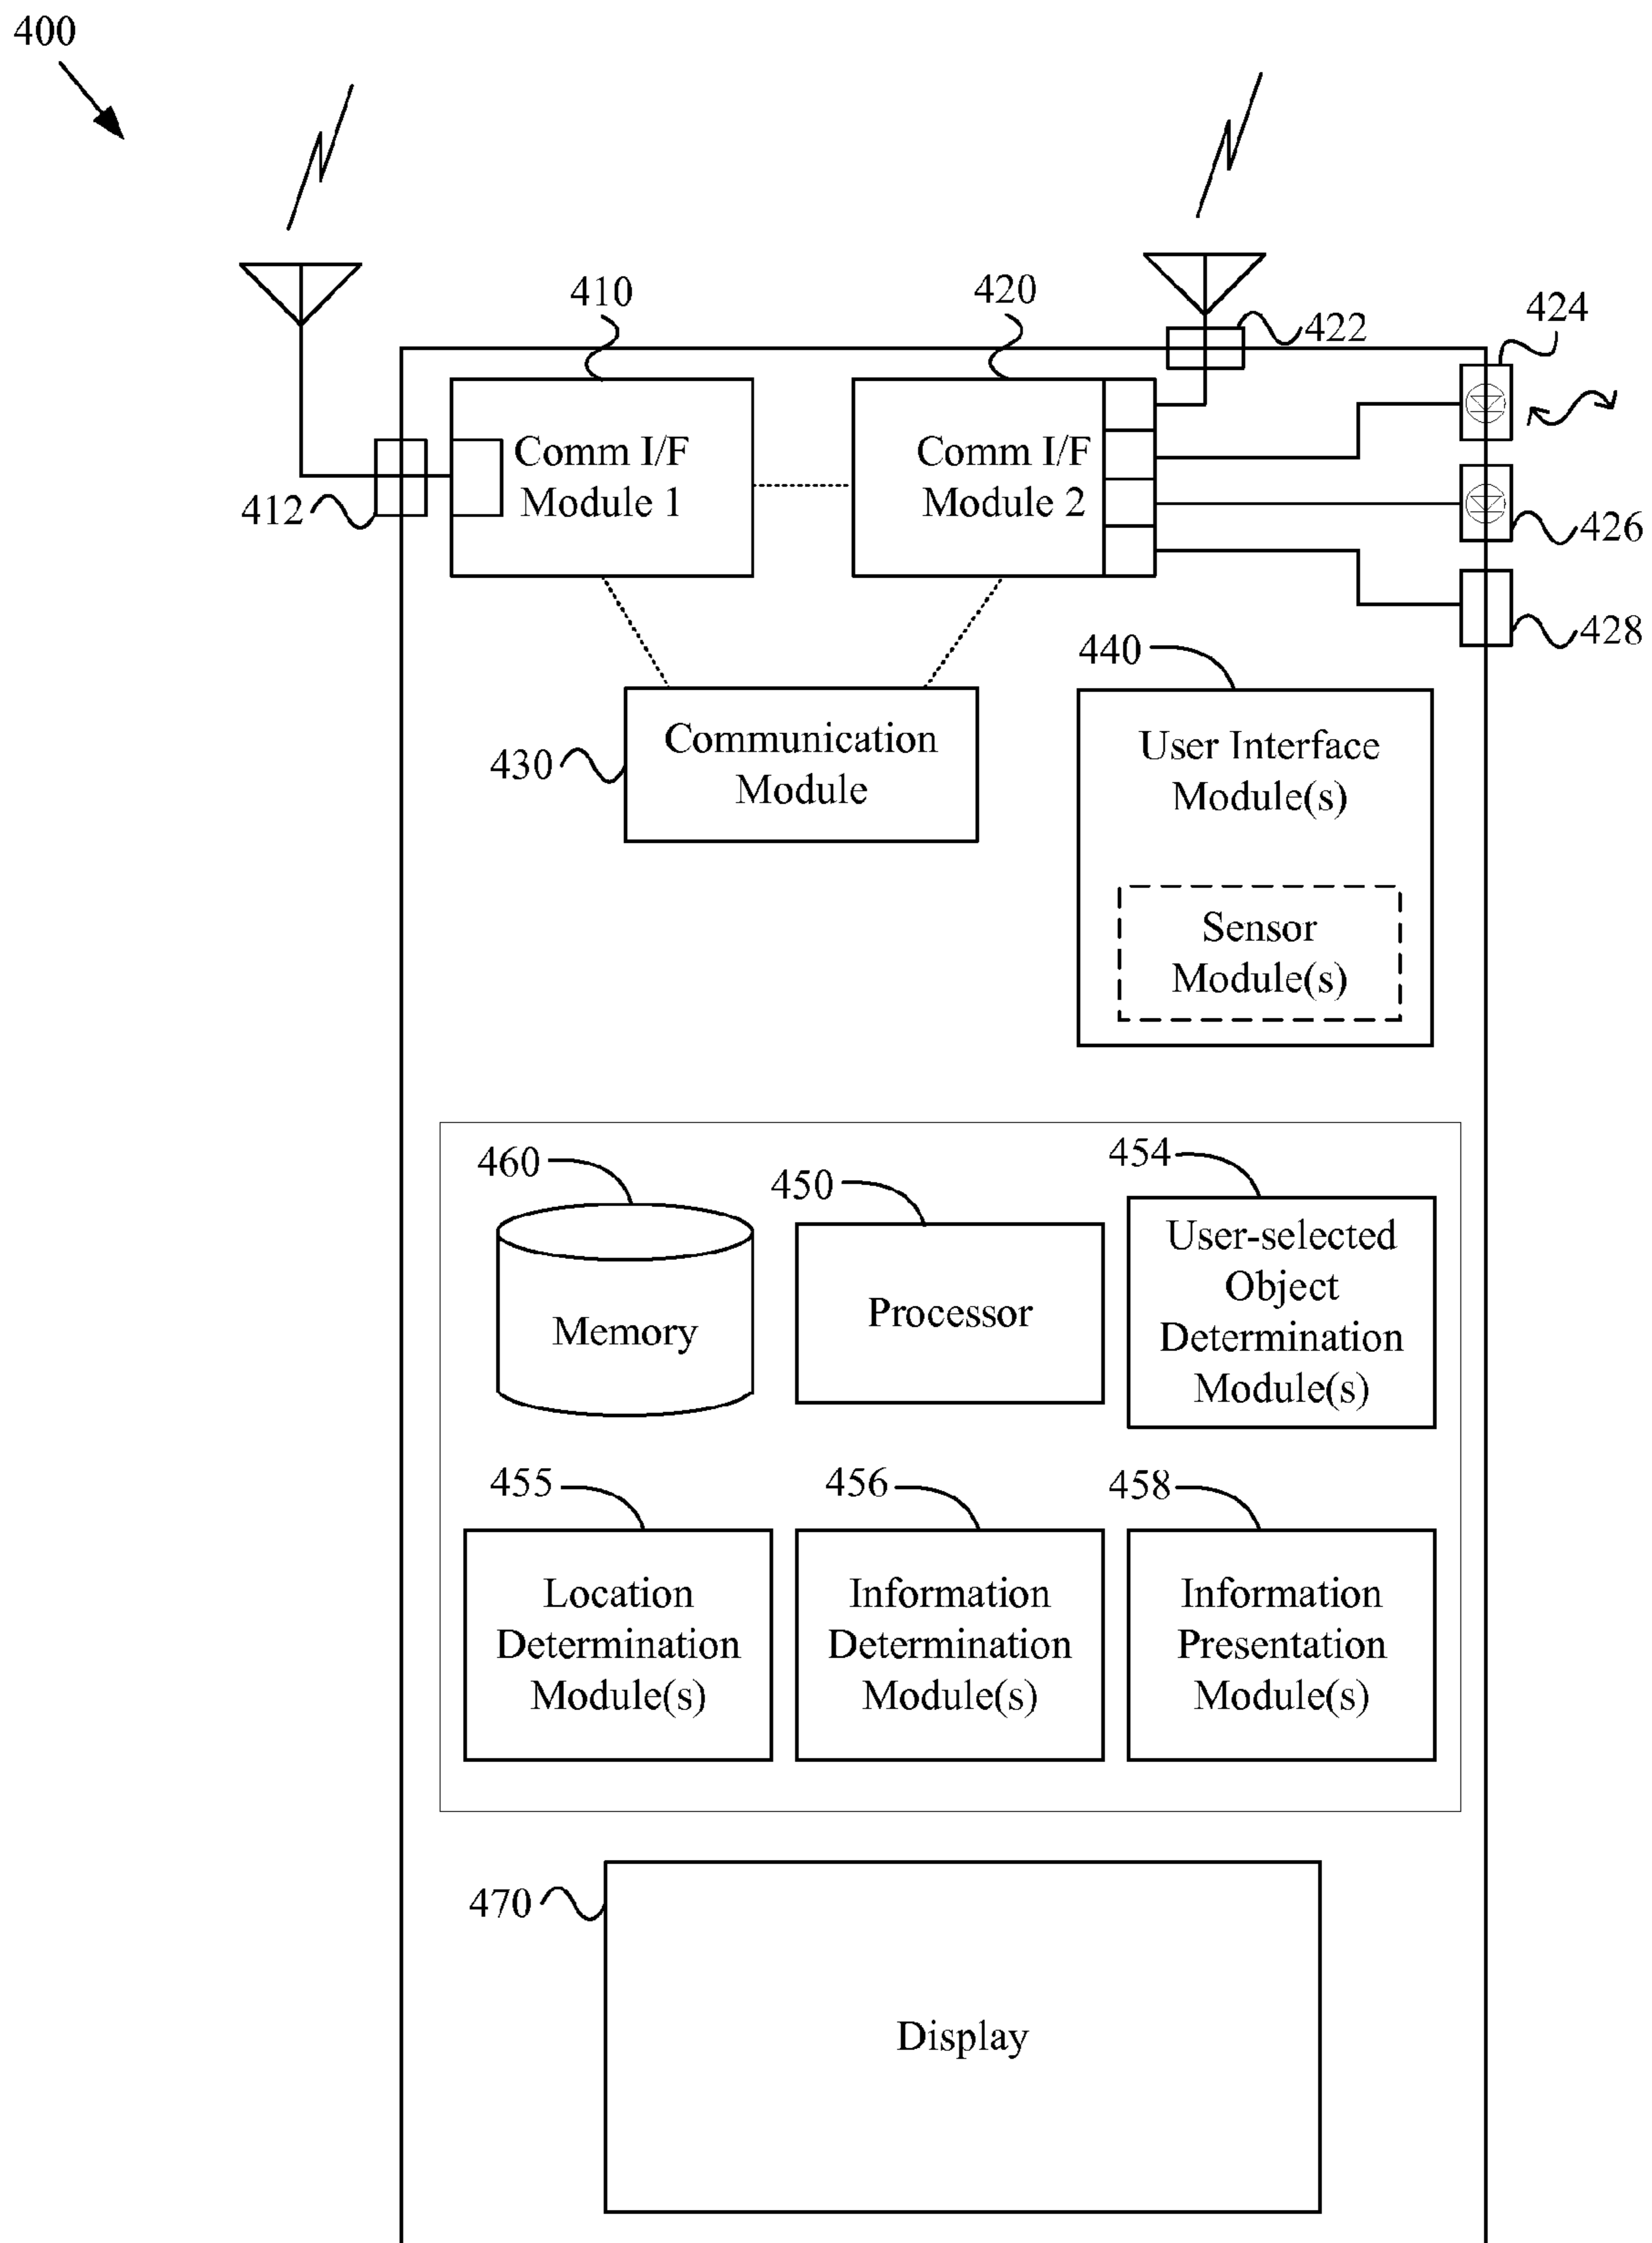 400
410
420
422
424
Comm I/F
Module 1
Comm I/F
Module 2
412
426
428
440
Communication
Module
430
User Interface
Module(s)
Sensor
Module(s)
460
450
454
Memory
Processor
User-selected
Object
Determination
Module(s)
455
456
458
Location
Determination
Module(s)
Information
Determination
Module(s)
Information
Presentation
Module(s)
470
Display